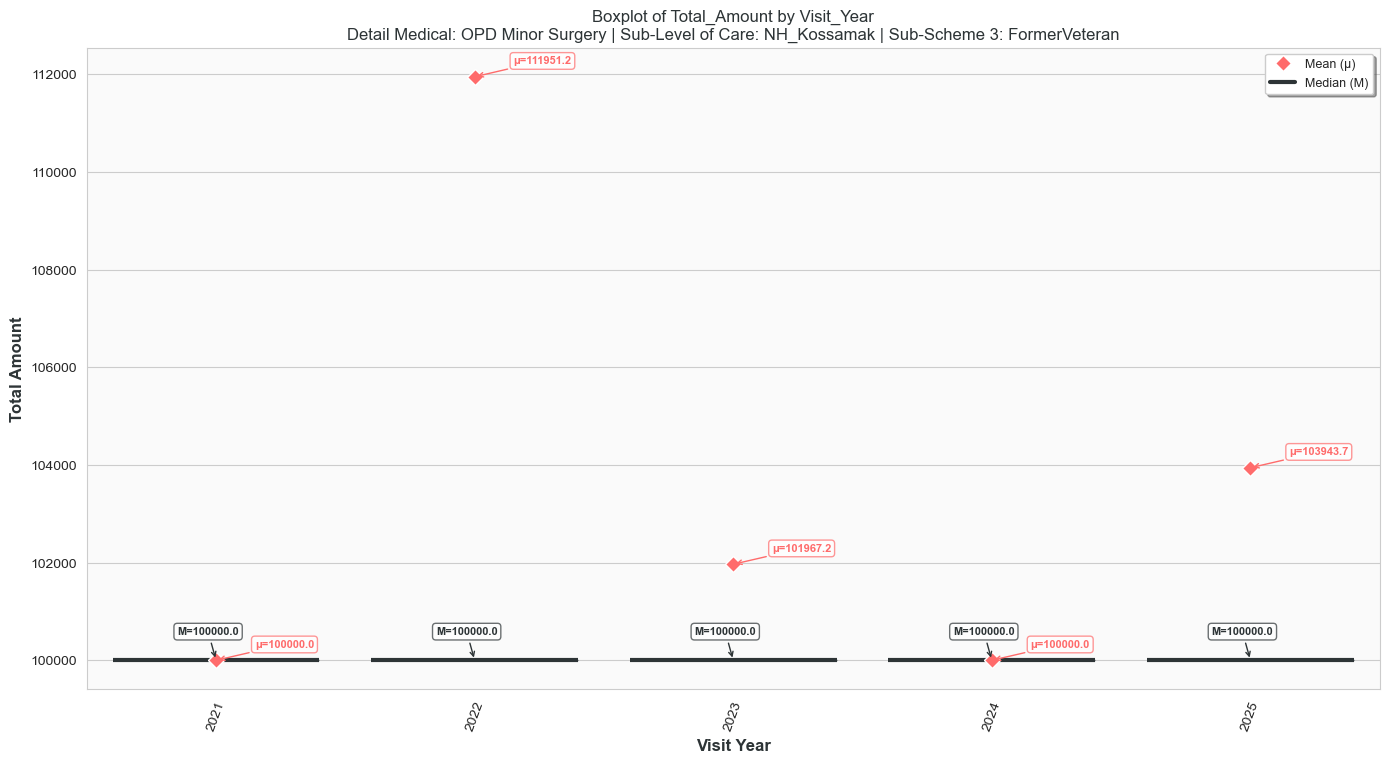 Boxplot of Total_Amount by Visit_Year
Detail Medical: OPD Minor Surgery | Sub-Level of Care: NH_Kossamak | Sub-Scheme 3: FormerVeteran
Mean (μ)
Median (M)
Total Amount
112000
110000
108000
106000
104000
102000
100000
μ=111951.2
μ=103943.7
μ=101967.2
M=100000.0
M=100000.0
M=100000.0
M=100000.0
M=100000.0
μ=100000.0
μ=100000.0
2021
2022
2023
2024
2025
Visit Year